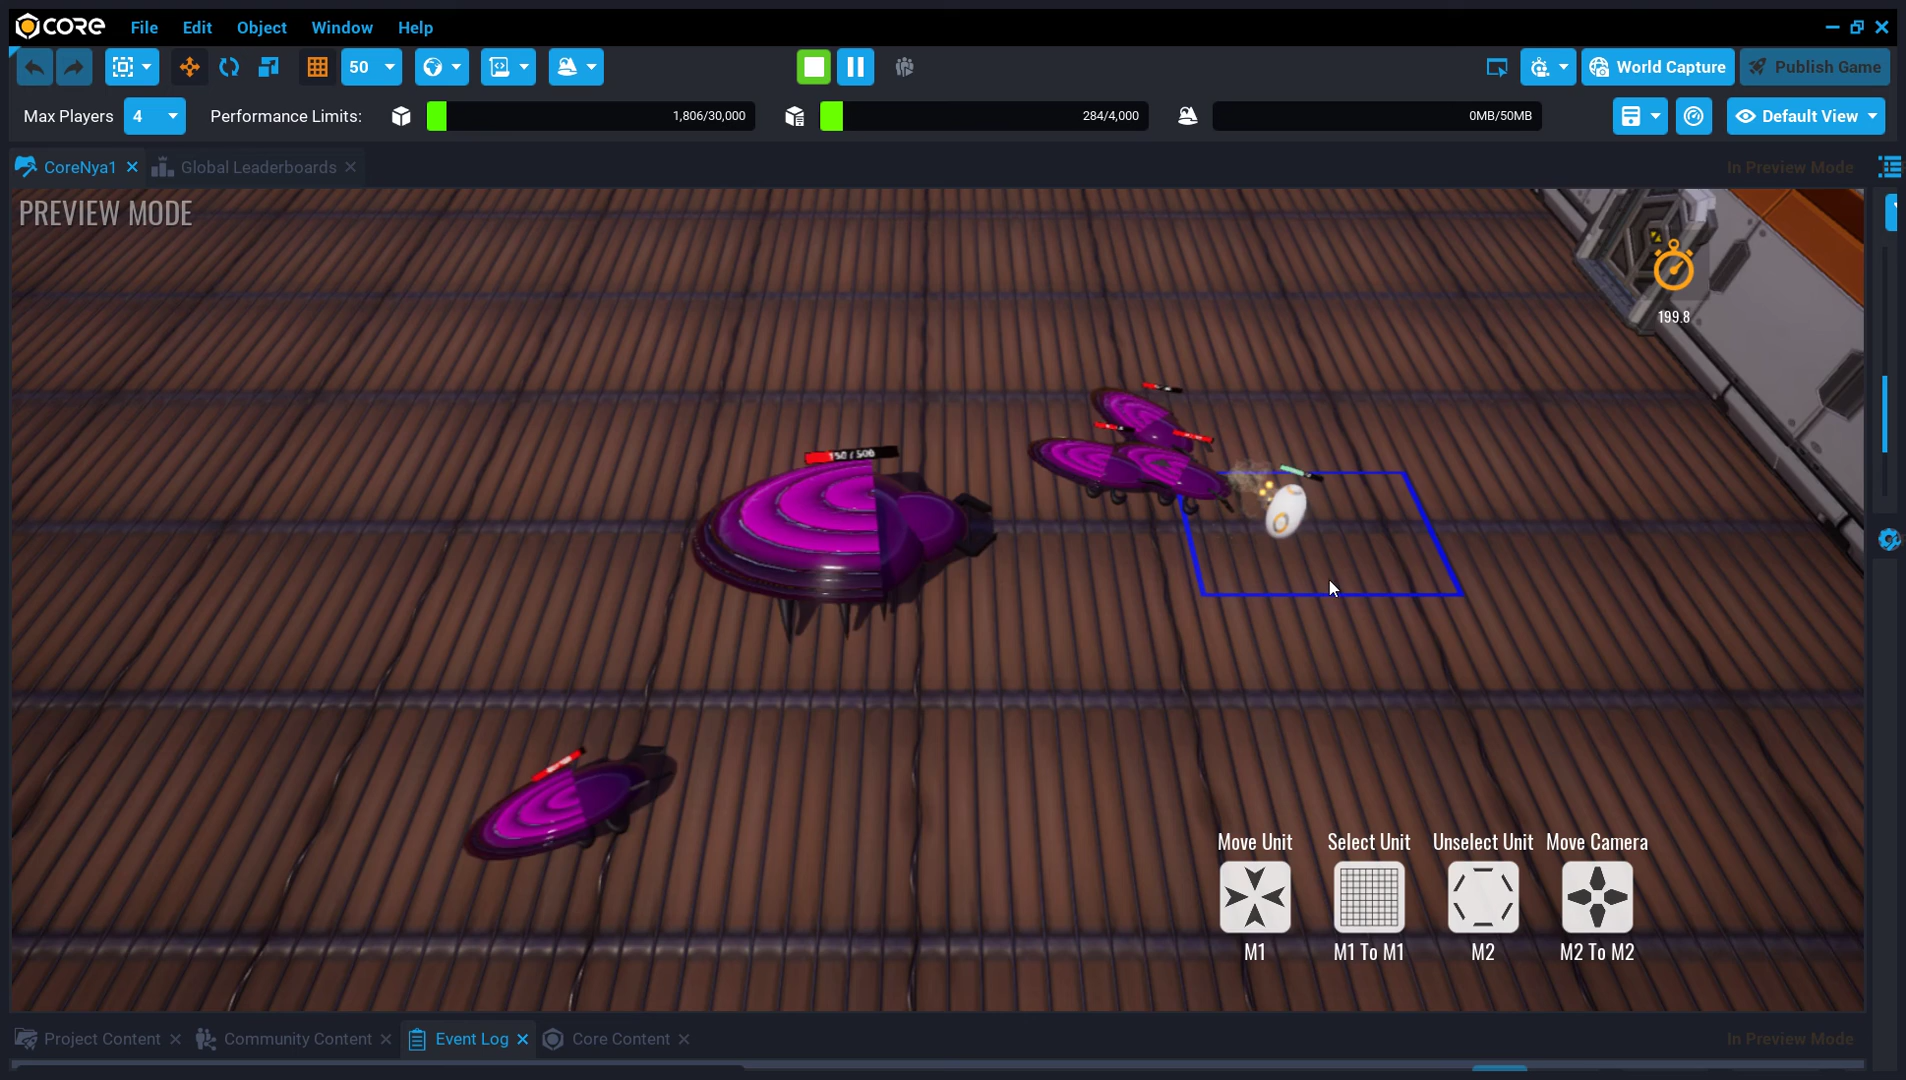 CORE File Edit Object Window Help
50 World Capture Publish Game
Max Players 4 Performance Limits: 1,806/30,000 284/4,000 0MB/50MB Default View
CoreNya1 Global Leaderboards In Preview Mode
PREVIEW MODE
199.8
Move Unit Select Unit Unselect Unit Move Camera
M1 M1 To M1 M2 M2 To M2
Project Content Community Content Event Log Core Content In Preview Mode